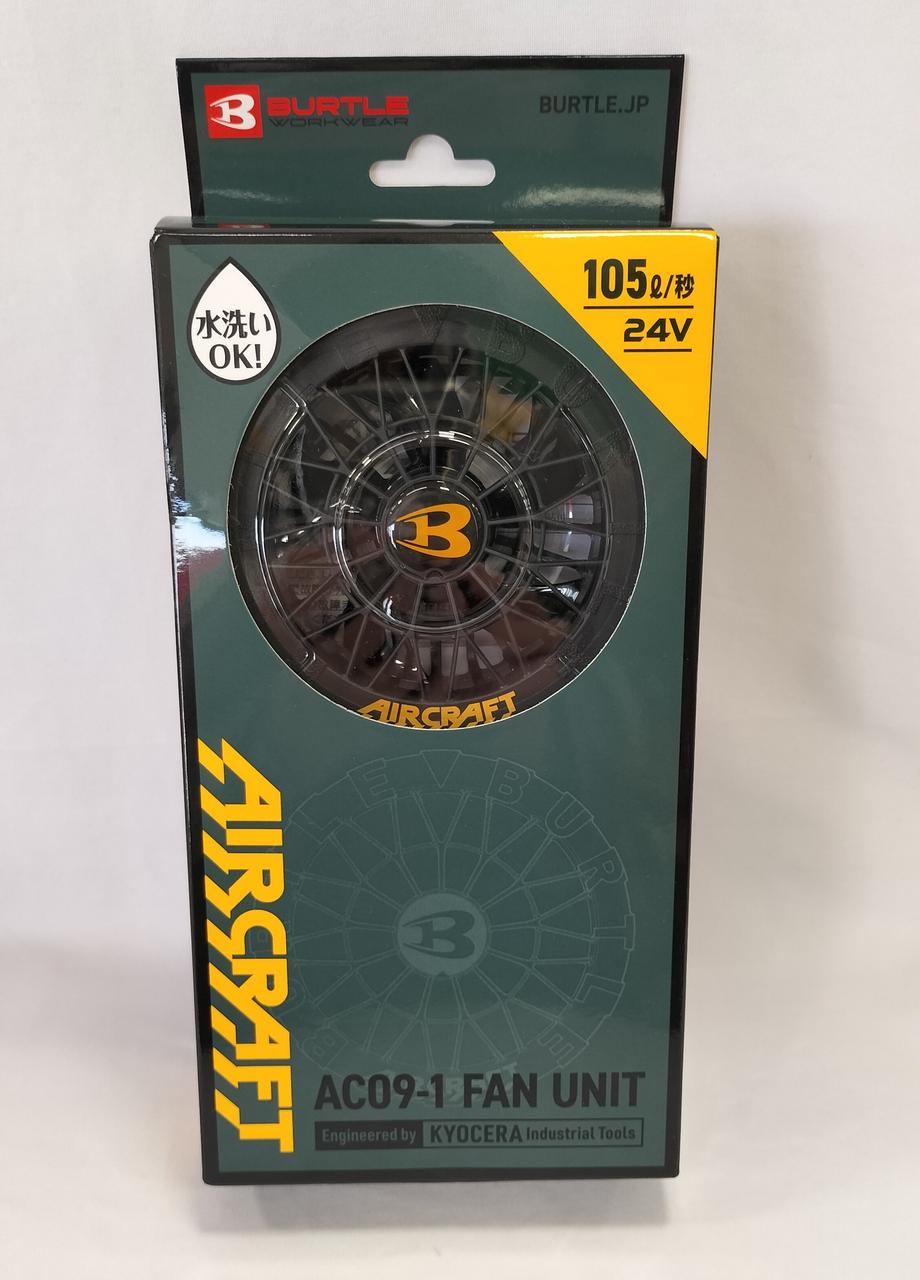 BURTLE
WORKWEAR
BURTLE.JP
105ℓ/秒
24V
水洗い
OK!
B
AIRCRAFT
AIRCRAFT
LEVBURTLE
B
AC09-1 FAN UNIT
Engineered by KYOCERA Industrial Tools